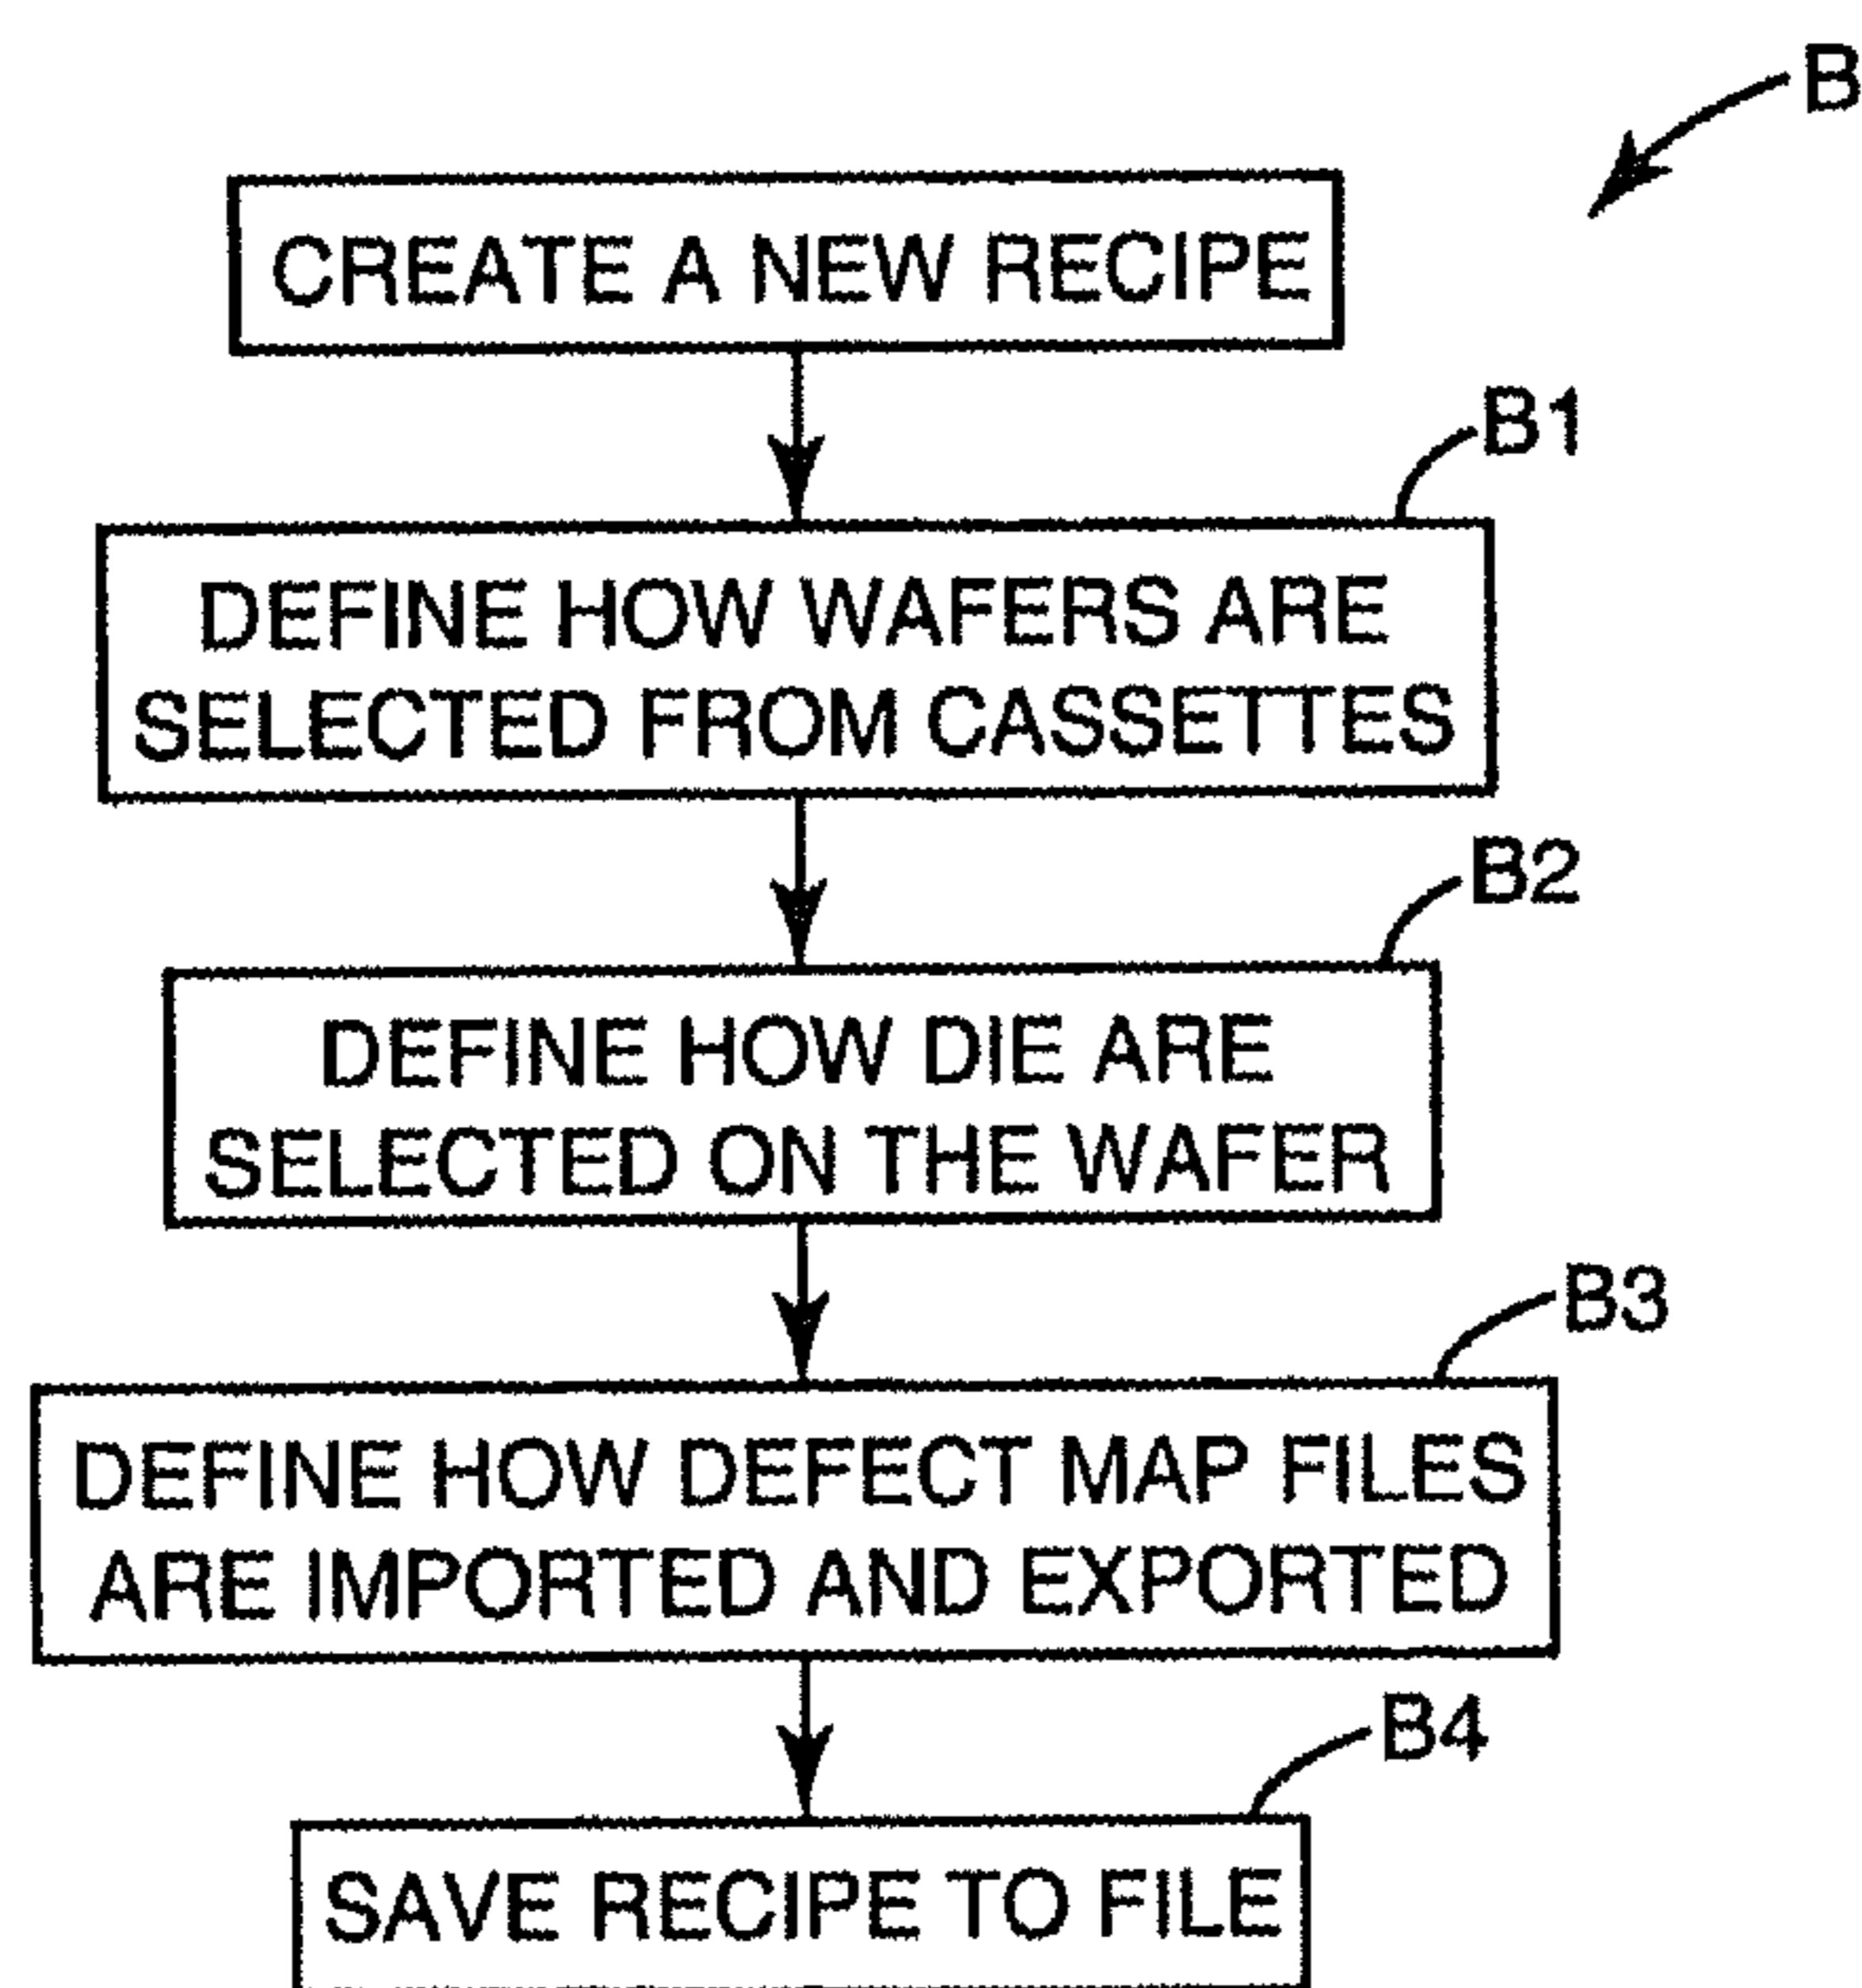 B
CREATE A NEW RECIPE
B1
DEFINE HOW WAFERS ARE
SELECTED FROM CASSETTES
B2
DEFINE HOW DIE ARE
SELECTED ON THE WAFER
B3
DEFINE HOW DEFECT MAP FILES
ARE IMPORTED AND EXPORTED
B4
SAVE RECIPE TO FILE